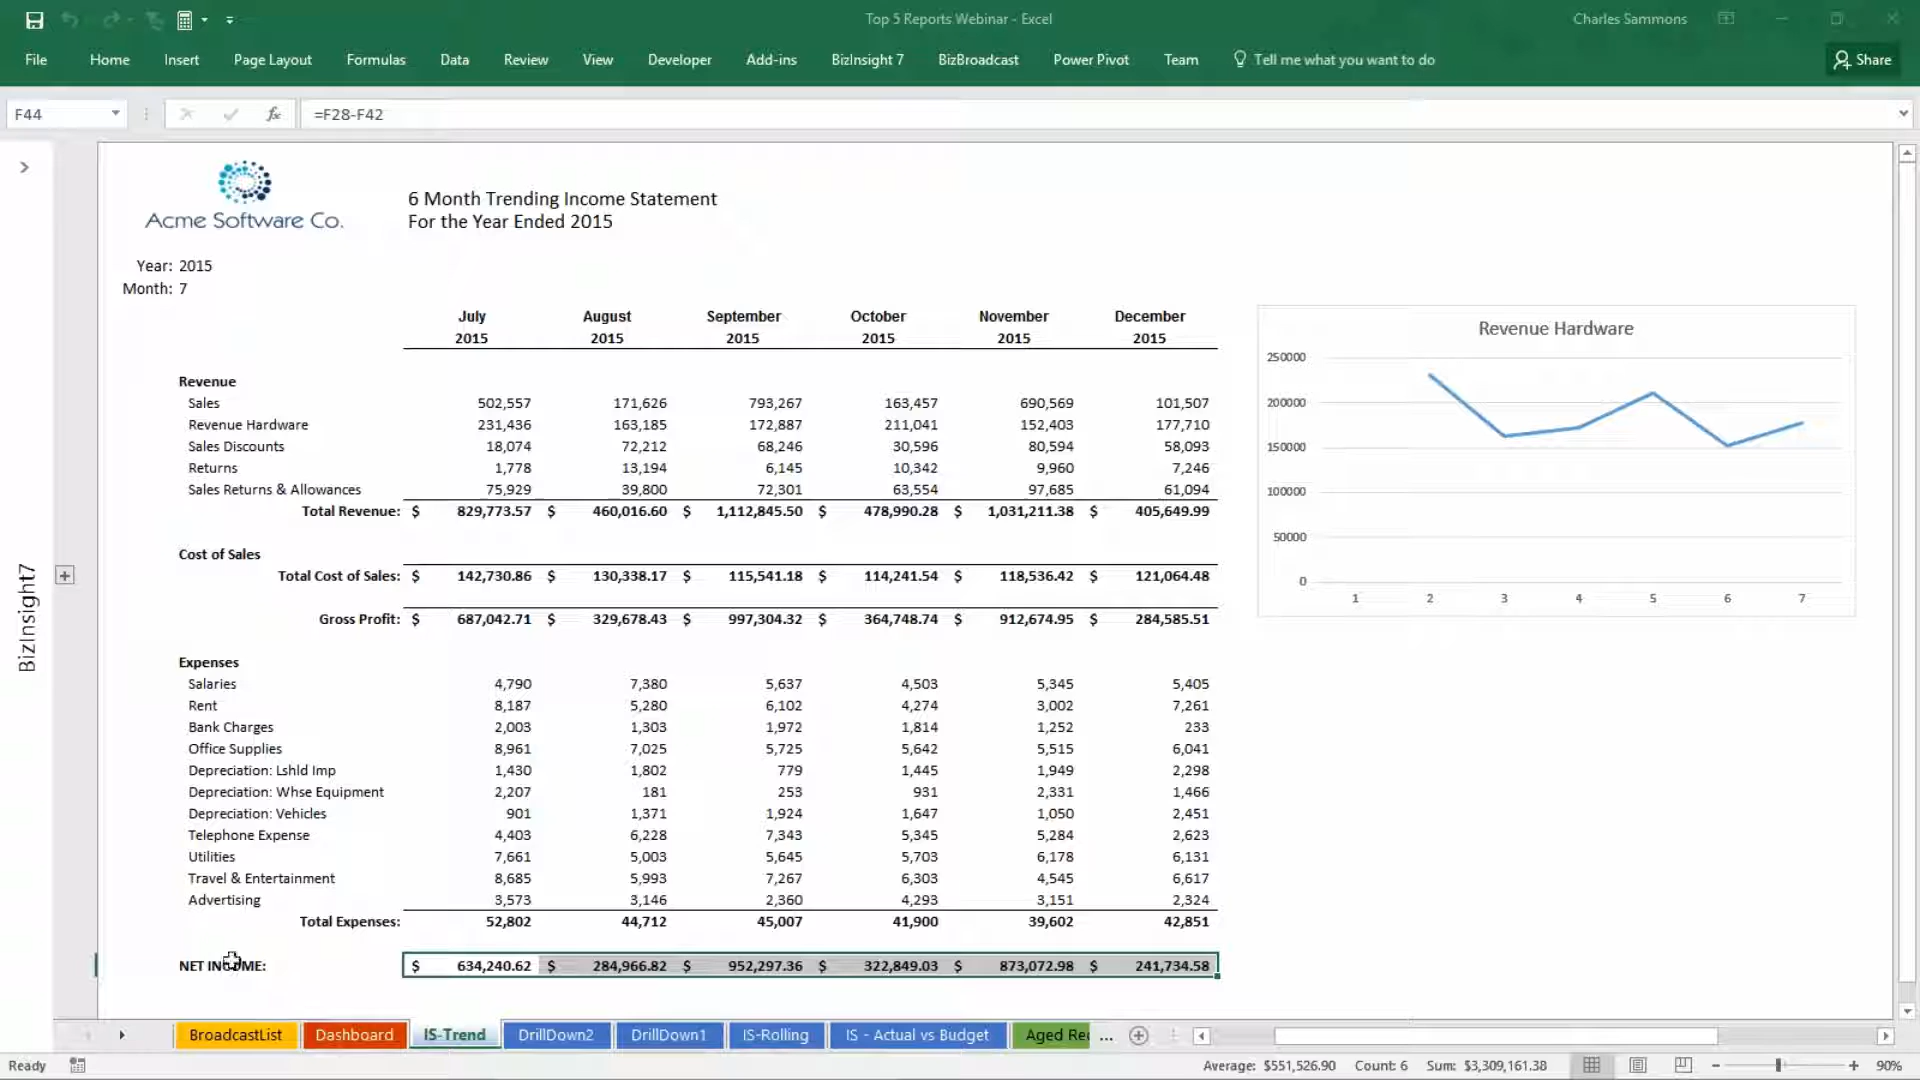 Top 5 Reports Webinar - Excel
Charles Sammons
File Home Insert Page Layout Formulas Data Review View Developer Add-ins BizInsight 7 BizBroadcast Power Pivot Team Tell me what you want to do Share
F44 fx =F28-F42
Acme Software Co.
6 Month Trending Income Statement
For the Year Ended 2015
Year: 2015
Month: 7
July August September October November December
2015 2015 2015 2015 2015 2015
Revenue
Sales 502,557 171,626 793,267 163,457 690,569 101,507
Revenue Hardware 231,436 163,185 172,887 211,041 152,403 177,710
Sales Discounts 18,074 72,212 68,246 30,596 80,594 58,093
Returns 1,778 13,194 6,145 10,342 9,960 7,246
Sales Returns & Allowances 75,929 39,800 72,301 63,554 97,685 61,094
Total Revenue: $ 829,773.57 $ 460,016.60 $ 1,112,845.50 $ 478,990.28 $ 1,031,211.38 $ 405,649.99
Cost of Sales
Total Cost of Sales: $ 142,730.86 $ 130,338.17 $ 115,541.18 $ 114,241.54 $ 118,536.42 $ 121,064.48
Gross Profit: $ 687,042.71 $ 329,678.43 $ 997,304.32 $ 364,748.74 $ 912,674.95 $ 284,585.51
Expenses
Salaries 4,790 7,380 5,637 4,503 5,345 5,405
Rent 8,187 5,280 6,102 4,274 3,002 7,261
Bank Charges 2,003 1,303 1,972 1,814 1,252 233
Office Supplies 8,961 7,025 5,725 5,642 5,515 6,041
Depreciation: Lshld Imp 1,430 1,802 779 1,445 1,949 2,298
Depreciation: Whse Equipment 2,207 181 253 931 2,331 1,466
Depreciation: Vehicles 901 1,371 1,924 1,647 1,050 2,451
Telephone Expense 4,403 6,228 7,343 5,345 5,284 2,623
Utilities 7,661 5,003 5,645 5,703 6,178 6,131
Travel & Entertainment 8,685 5,993 7,267 6,303 4,545 6,617
Advertising 3,573 3,146 2,360 4,293 3,151 2,324
Total Expenses: 52,802 44,712 45,007 41,900 39,602 42,851
NET INCOME: $ 634,240.62 $ 284,966.82 $ 952,297.36 $ 322,849.03 $ 873,072.98 $ 241,734.58
Revenue Hardware
250000
200000
150000
100000
50000
0
1 2 3 4 5 6 7
BizInsight7
BroadcastList Dashboard IS-Trend DrillDown2 DrillDown1 IS-Rolling IS - Actual vs Budget Aged Rec ...
Ready Average: $551,526.90 Count: 6 Sum: $3,309,161.38 90%